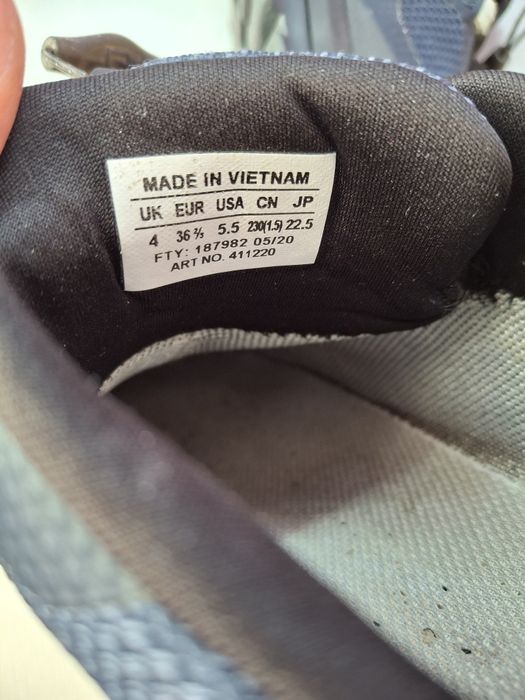 MADE IN VIETNAM
UK EUR USA CN JP
4 36⅔ 5.5 230(1.5) 22.5
FTY: 187982 05/20
ART NO. 411220